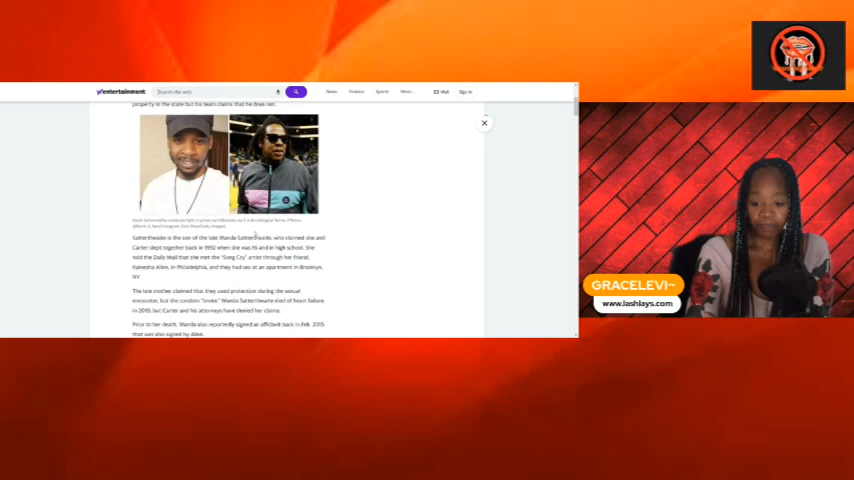 y!entertainment
Search the web
News
Finance
Sports
More...
Mail
Sign in
property in the state but his team claims that he does not.
Satterthwaite is the son of the late Wanda Satterthwaite, who claimed she and
Carter slept together back in 1992 when she was 16 and in high school. She
told the Daily Mail that she met the "Song Cry" artist through her friend,
Kaleesha Allen, in Philadelphia, and they had sex at an apartment in Brooklyn,
NY.
The late mother claimed that they used protection during the sexual
encounter, but the condom "broke." Wanda Satterthwaite died of heart failure
in 2019, but Carter and his attorneys have denied her claims.
Prior to her death, Wanda also reportedly signed an affidavit back in Feb. 2015
that was also signed by Allen.
GRACELEVI~
www.lashlays.com